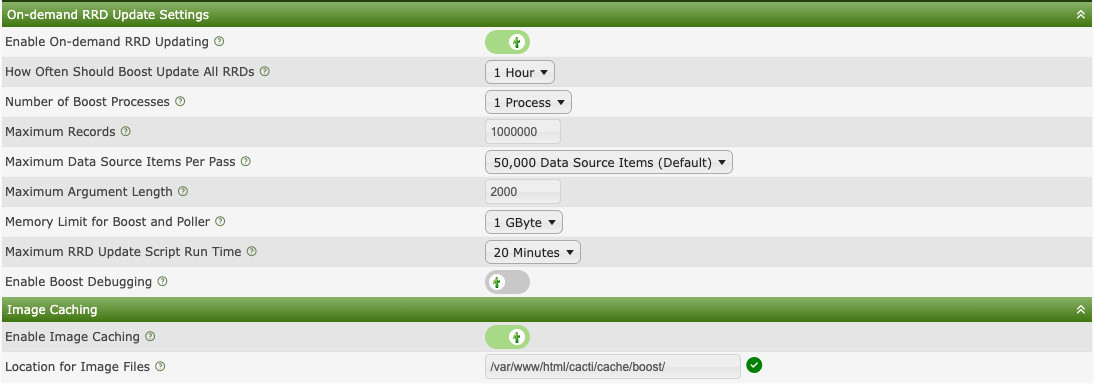 On-demand RRD Update Settings
Enable On-demand RRD Updating
How Often Should Boost Update All RRDs 1 Hour
Number of Boost Processes 1 Process
Maximum Records 1000000
Maximum Data Source Items Per Pass 50,000 Data Source Items (Default)
Maximum Argument Length 2000
Memory Limit for Boost and Poller 1 GByte
Maximum RRD Update Script Run Time 20 Minutes
Enable Boost Debugging
Image Caching
Enable Image Caching
Location for Image Files /var/www/html/cacti/cache/boost/